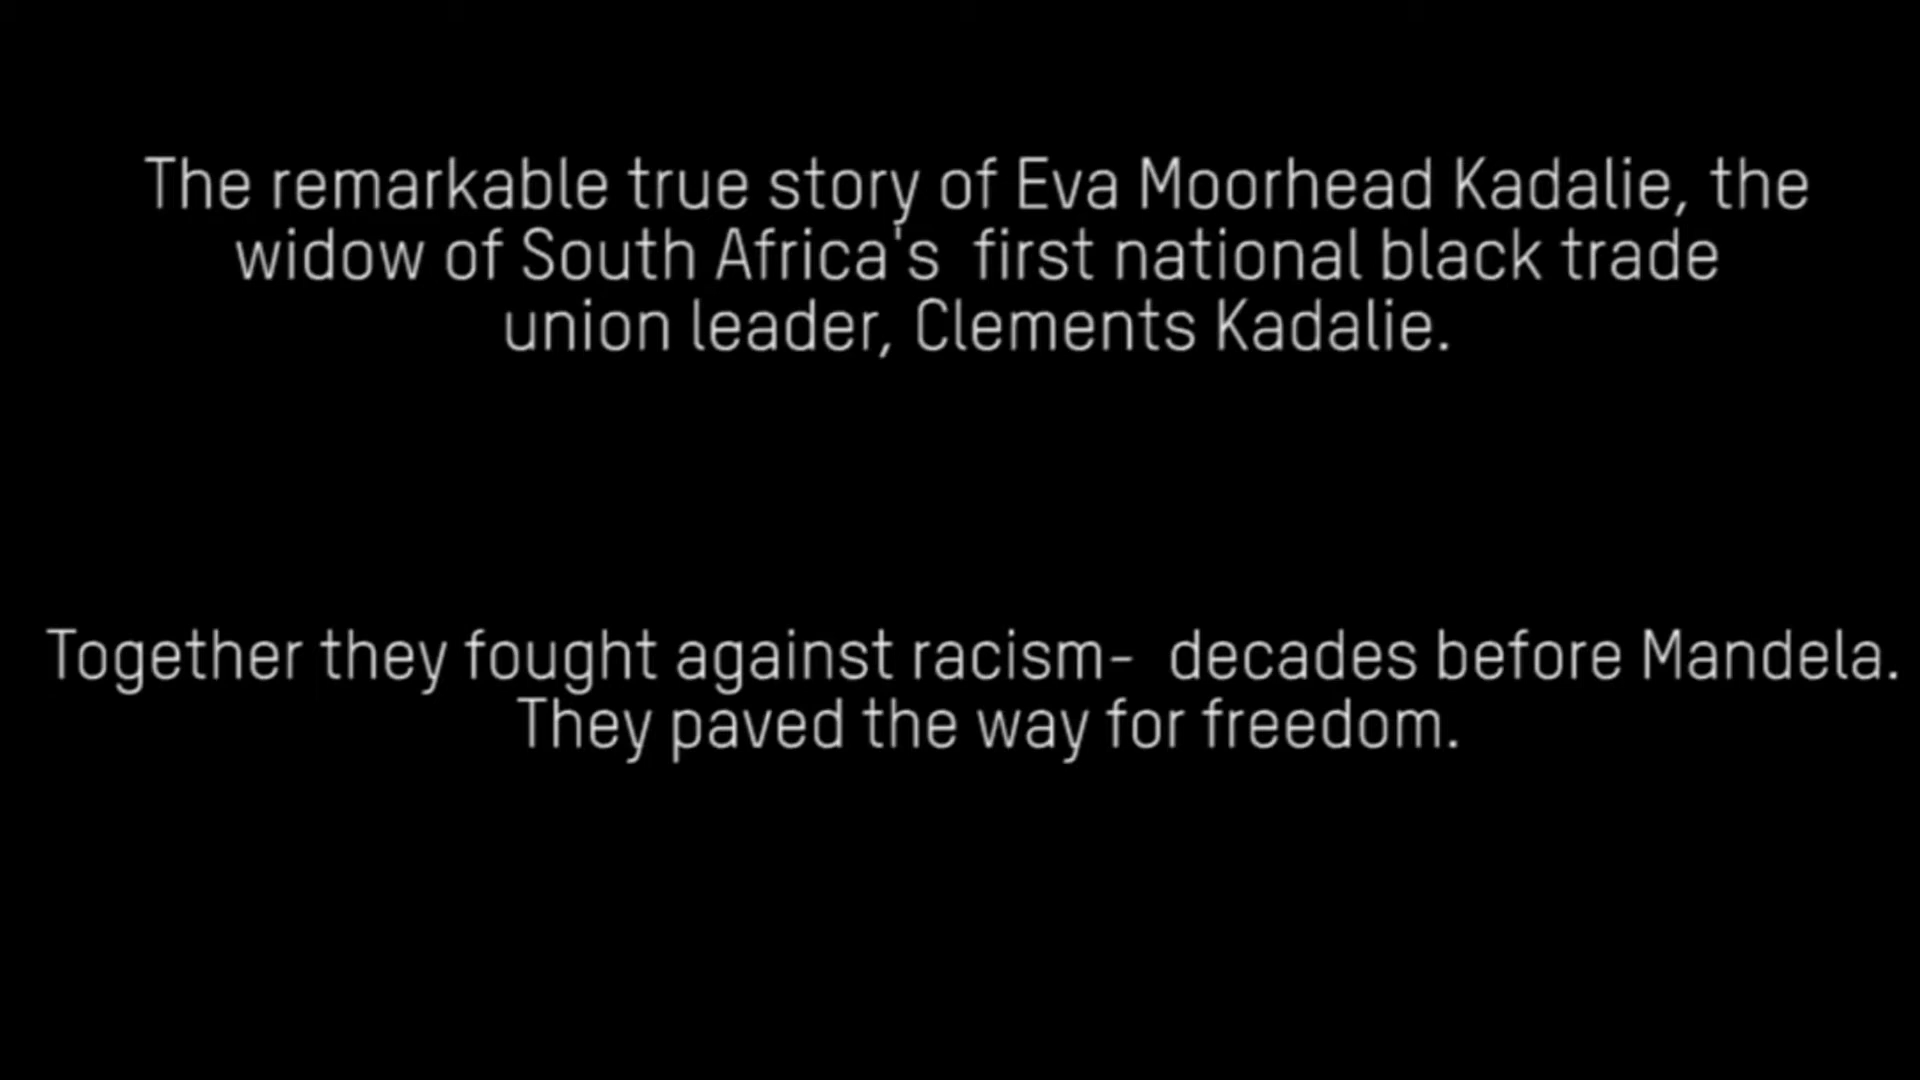 The remarkable true story of Eva Moorhead Kadalie, the
widow of South Africa's  first national black trade
union leader, Clements Kadalie.
Together they fought against racism-  decades before Mandela.
They paved the way for freedom.